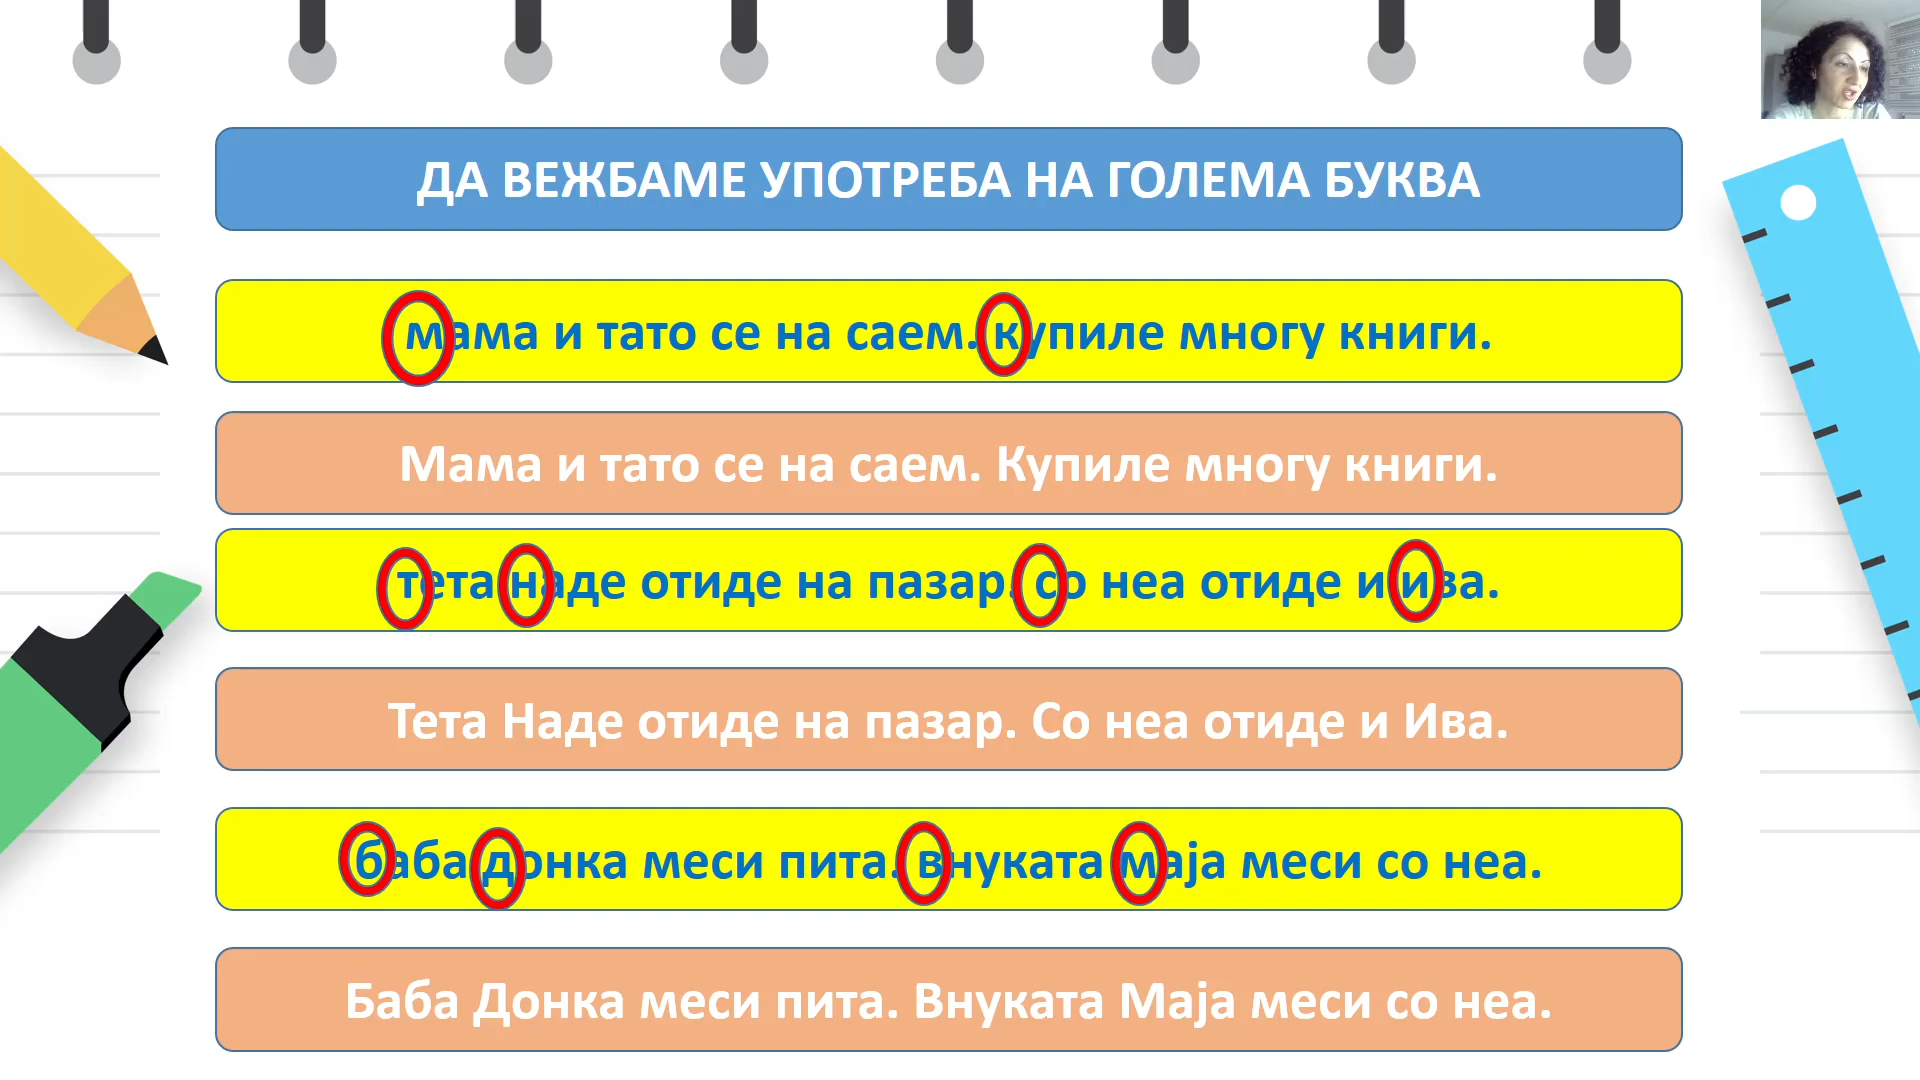 ДА ВЕЖБАМЕ УПОТРЕБА НА ГОЛЕМА БУКВА
мама и тато се на саем. купиле многу книги.
Мама и тато се на саем. Купиле многу книги.
тета наде отиде на пазар. со неа отиде и ива.
Тета Наде отиде на пазар. Со неа отиде и Ива.
баба донка меси пита. внуката маја меси со неа.
Баба Донка меси пита. Внуката Маја меси со неа.